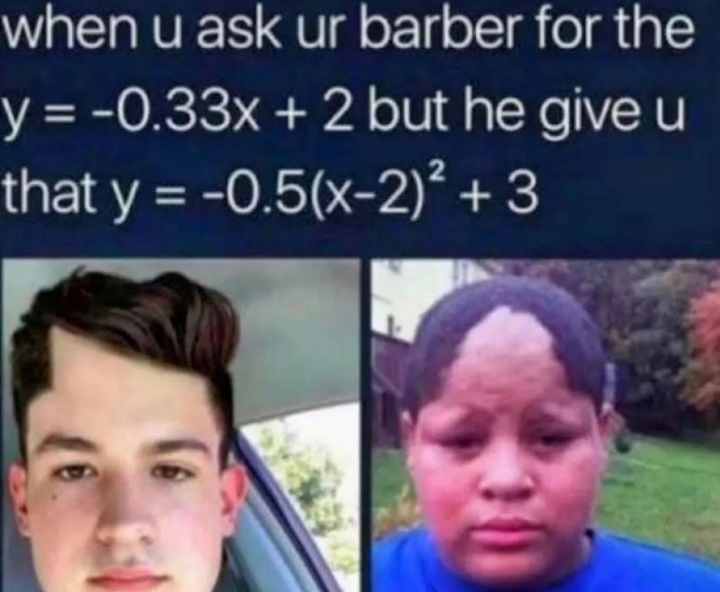 when u ask ur barber for the
y = -0.33x + 2 but he give u
that y = -0.5(x-2)² + 3